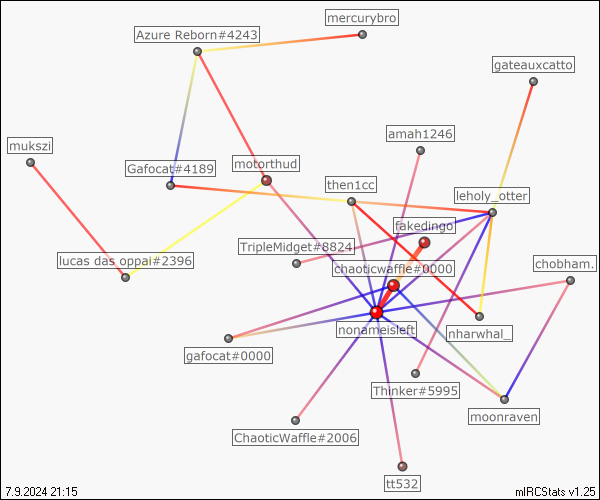 mercurybro
Azure Reborn#4243
gateauxcatto
amah1246
mukszi
motorthud
Gafocat#4189
then1cc
leholy_otter
fakedingo
TripleMidget#8824
lucas das oppai#2396
chaoticwaffle#0000
chobham.
nonameisleft
nharwhal_
gafocat#0000
Thinker#5995
moonraven
ChaoticWaffle#2006
tt532
7.9.2024 21:15
mIRCStats v1.25